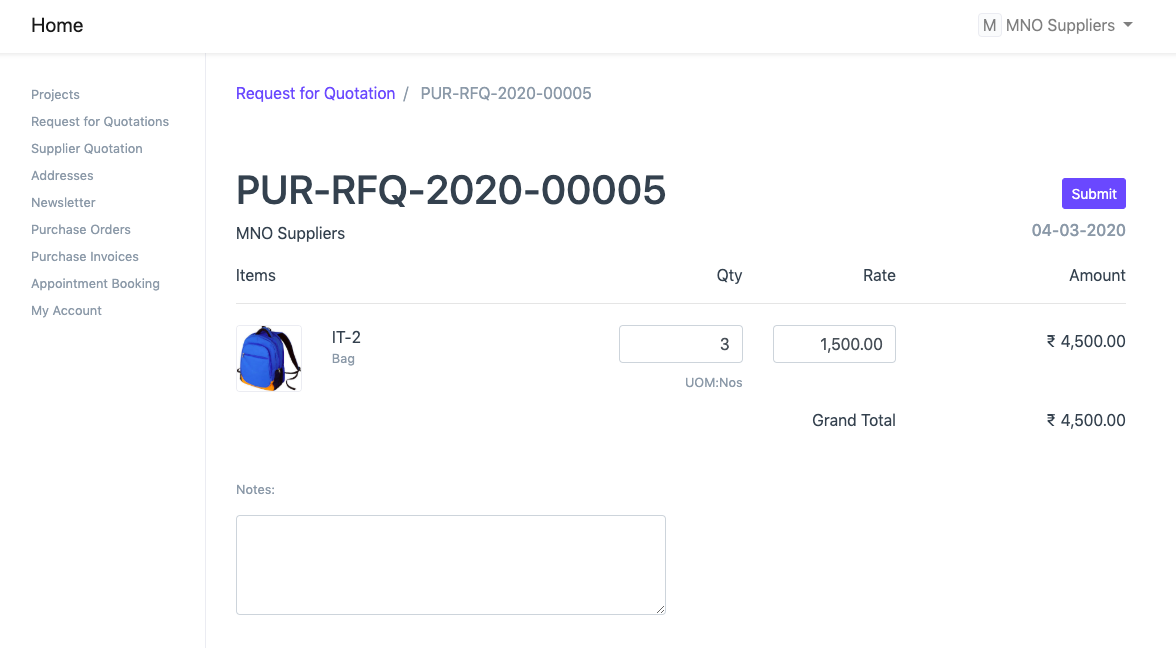 Home
M MNO Suppliers
Projects
Request for Quotations
Supplier Quotation
Addresses
Newsletter
Purchase Orders
Purchase Invoices
Appointment Booking
My Account
Request for Quotation / PUR-RFQ-2020-00005
PUR-RFQ-2020-00005
Submit
MNO Suppliers
04-03-2020
Items Qty Rate Amount
IT-2 3 1,500.00 ₹ 4,500.00
Bag
UOM:Nos
Grand Total ₹ 4,500.00
Notes: